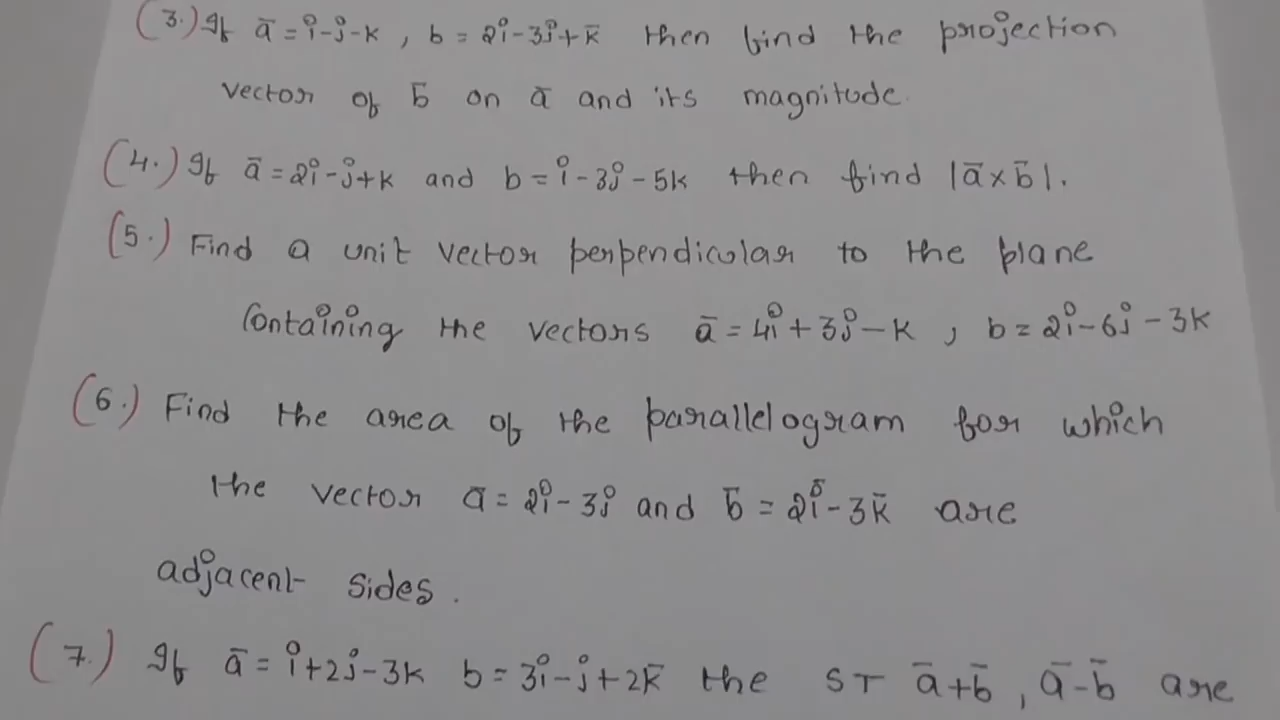 (3.) If ā = i-j-k, b = 2i-3j+k̄ then find the projection
vector of b̄ on ā and its magnitude.
(4.) If ā = 2i-j+k and b = i-3j-5k then find |ā×b̄|.
(5.) Find a unit vector perpendicular to the plane
containing the vectors ā = 4i+3j-k, b = 2i-6j-3k
(6.) Find the area of the parallelogram for which
the vector ā = 2i-3j and b̄ = 2i-3k̄ are
adjacent sides.
(7.) If ā = i+2j-3k b = 3i-j+2k̄ the ST ā+b̄, ā-b̄ are